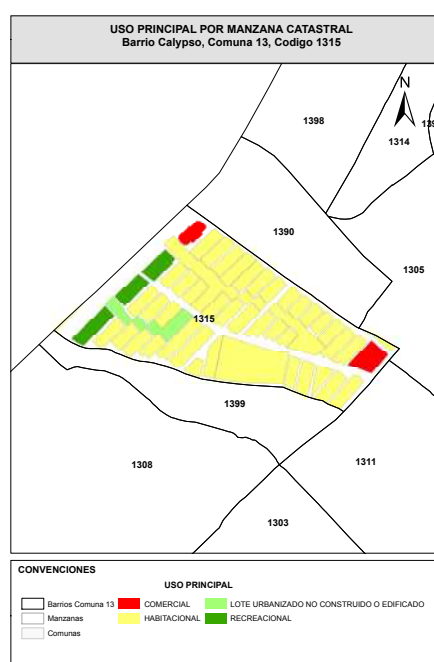 USO PRINCIPAL POR MANZANA CATASTRAL
Barrio Calypso, Comuna 13, Codigo 1315
N
1398
1314
1390
1305
1315
1399
1308
1311
1303
CONVENCIONES
USO PRINCIPAL
Barrios Comuna 13
COMERCIAL
LOTE URBANIZADO NO CONSTRUIDO O EDIFICADO
Manzanas
HABITACIONAL
RECREACIONAL
Comunas